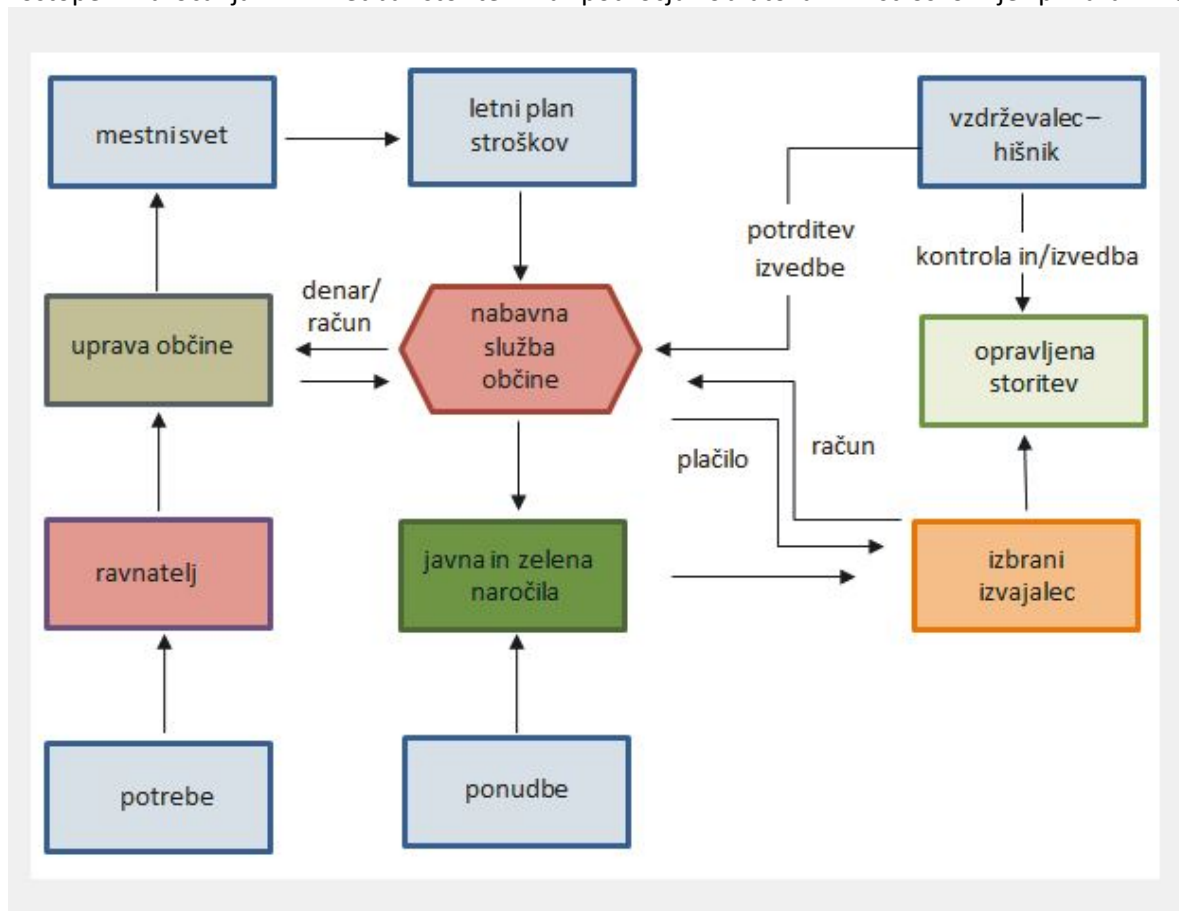 mestni svet
letni plan
stroškov
vzdrževalec –
hišnik
potrditev
izvedbe
kontrola in/izvedba
denar/
račun
uprava občine
nabavna
služba
občine
opravljena
storitev
plačilo
račun
ravnatelj
javna in zelena
naročila
izbrani
izvajalec
potrebe
ponudbe